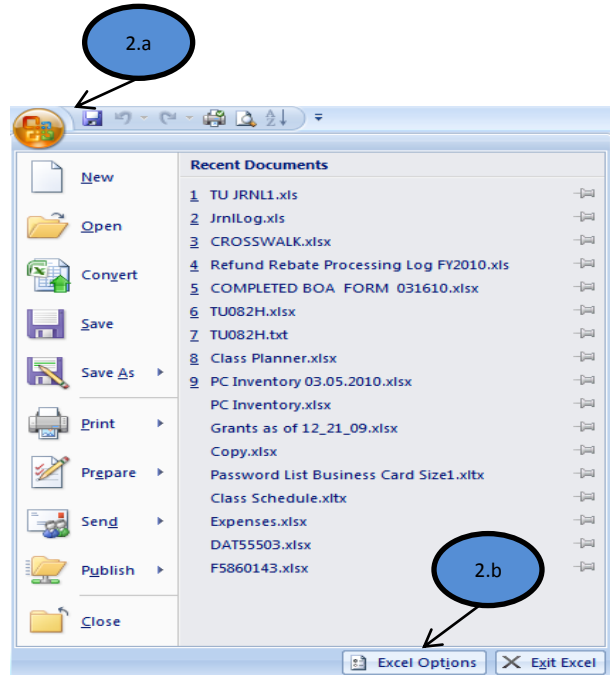 2.a
New
Open
Convert
Save
Save As
Print
Prepare
Send
Publish
Close
Recent Documents
1 TU JRNL1.xls
2 JrnlLog.xls
3 CROSSWALK.xlsx
4 Refund Rebate Processing Log FY2010.xls
5 COMPLETED BOA FORM 031610.xlsx
6 TU082H.xlsx
7 TU082H.txt
8 Class Planner.xlsx
9 PC Inventory 03.05.2010.xlsx
PC Inventory.xlsx
Grants as of 12_21_09.xlsx
Copy.xlsx
Password List Business Card Size1.xltx
Class Schedule.xltx
Expenses.xlsx
DAT55503.xlsx
F5860143.xlsx
2.b
Excel Options
Exit Excel